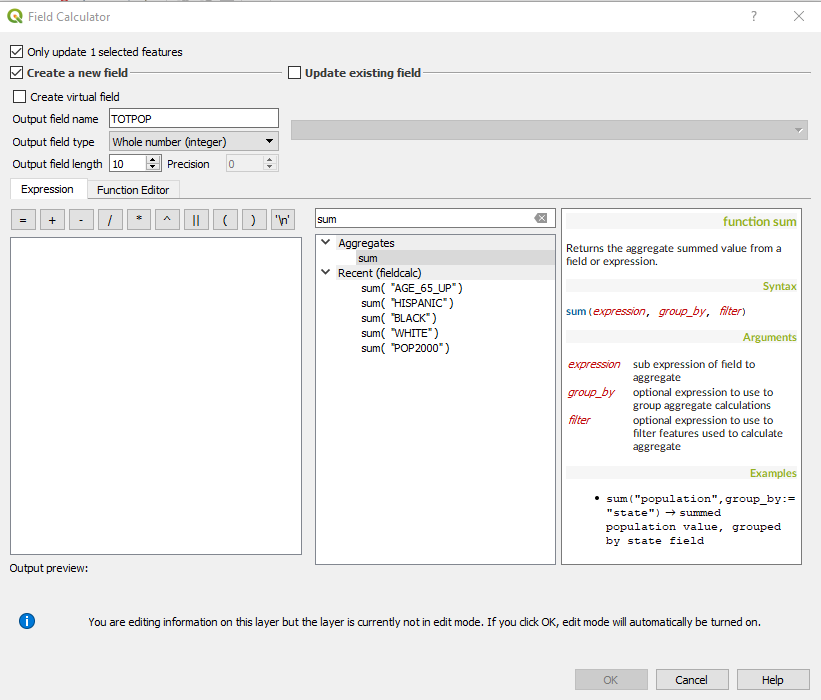 Field Calculator
Only update 1 selected features
Create a new field
Update existing field
Create virtual field
Output field name TOTPOP
Output field type Whole number (integer)
Output field length 10 Precision 0
Expression Function Editor
= + - / * ^ || ( ) '\n'
sum
Aggregates
sum
Recent (fieldcalc)
sum( "AGE_65_UP" )
sum( "HISPANIC" )
sum( "BLACK" )
sum( "WHITE" )
sum( "POP2000" )
function sum
Returns the aggregate summed value from a
field or expression.
Syntax
sum(expression, group_by, filter)
Arguments
expression sub expression of field to
aggregate
group_by optional expression to use to
group aggregate calculations
filter optional expression to use to
filter features used to calculate
aggregate
Examples
• sum("population",group_by:=
"state") → summed
population value, grouped
by state field
Output preview:
You are editing information on this layer but the layer is currently not in edit mode. If you click OK, edit mode will automatically be turned on.
OK Cancel Help